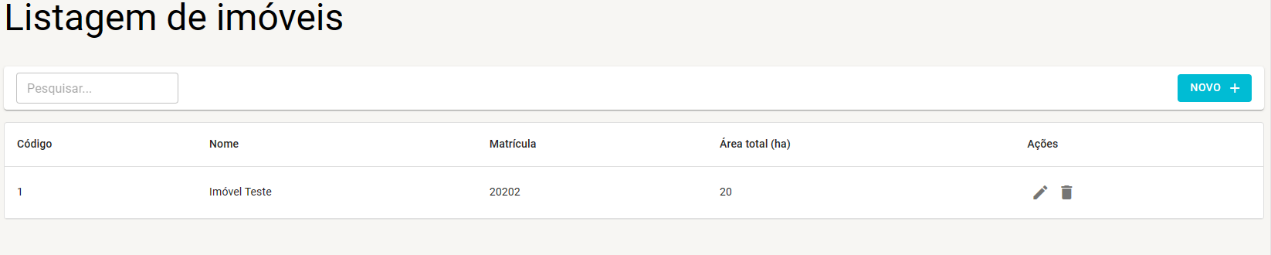 Listagem de imóveis
Pesquisar...
NOVO +
Código Nome Matrícula Área total (ha) Ações
1 Imóvel Teste 20202 20